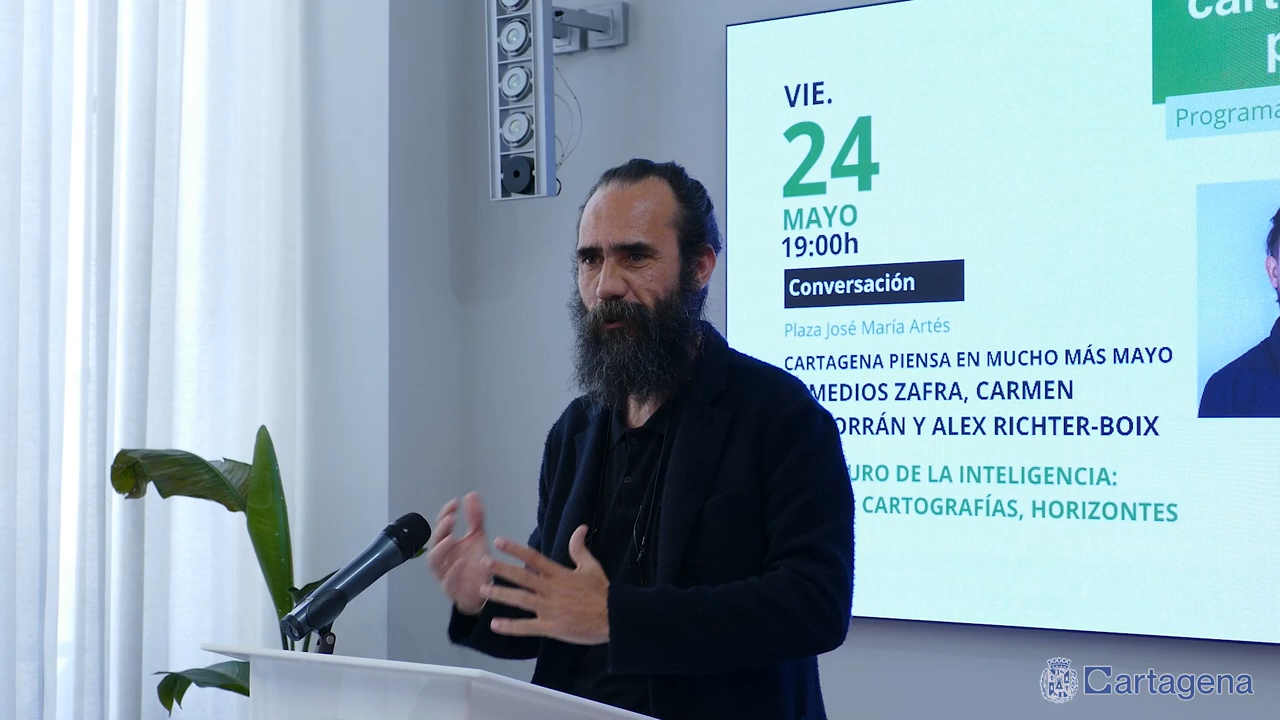 VIE.
24
MAYO
19:00h
Conversación
Plaza José María Artés
CARTAGENA PIENSA EN MUCHO MÁS MAYO
MEDIOS ZAFRA, CARMEN
ORRÁN Y ALEX RICHTER-BOIX
URO DE LA INTELIGENCIA:
CARTOGRAFÍAS, HORIZONTES
Programa
Cartagena